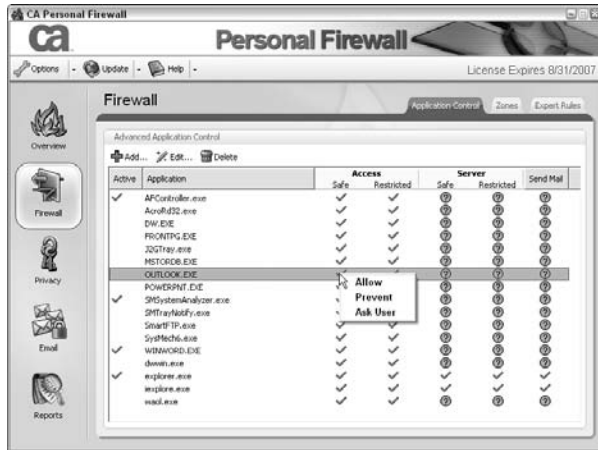 CA Personal Firewall
ca Personal Firewall
Options Update Help License Expires 8/31/2007
Firewall Application Control Zones Expert Rules
Overview
Firewall
Privacy
Email
Reports
Advanced Application Control
Add... Edit... Delete
Active Application Access Server Send Mail
Safe Restricted Safe Restricted
AFController.exe
AcroRd32.exe
DW.EXE
FRONTPG.EXE
J2GTray.exe
MSTORDB.EXE
OUTLOOK.EXE
POWERPNT.EXE
SMSystemAnalyzer.exe
SMTrayNotify.exe
SmartFTP.exe
SysMech6.exe
WINWORD.EXE
dwwin.exe
explorer.exe
iexplore.exe
waol.exe
Allow
Prevent
Ask User